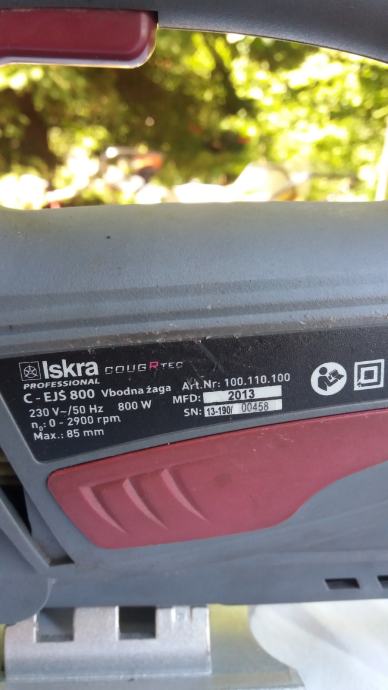 Iskra COUGRTEC
PROFESSIONAL
C - EJŠ 800 Vbodna žaga Art.Nr: 100.110.100
230 V~/50 Hz 800 W MFD: 2013
n₀: 0 - 2900 rpm SN: 13-190/ 00458
Max.: 85 mm